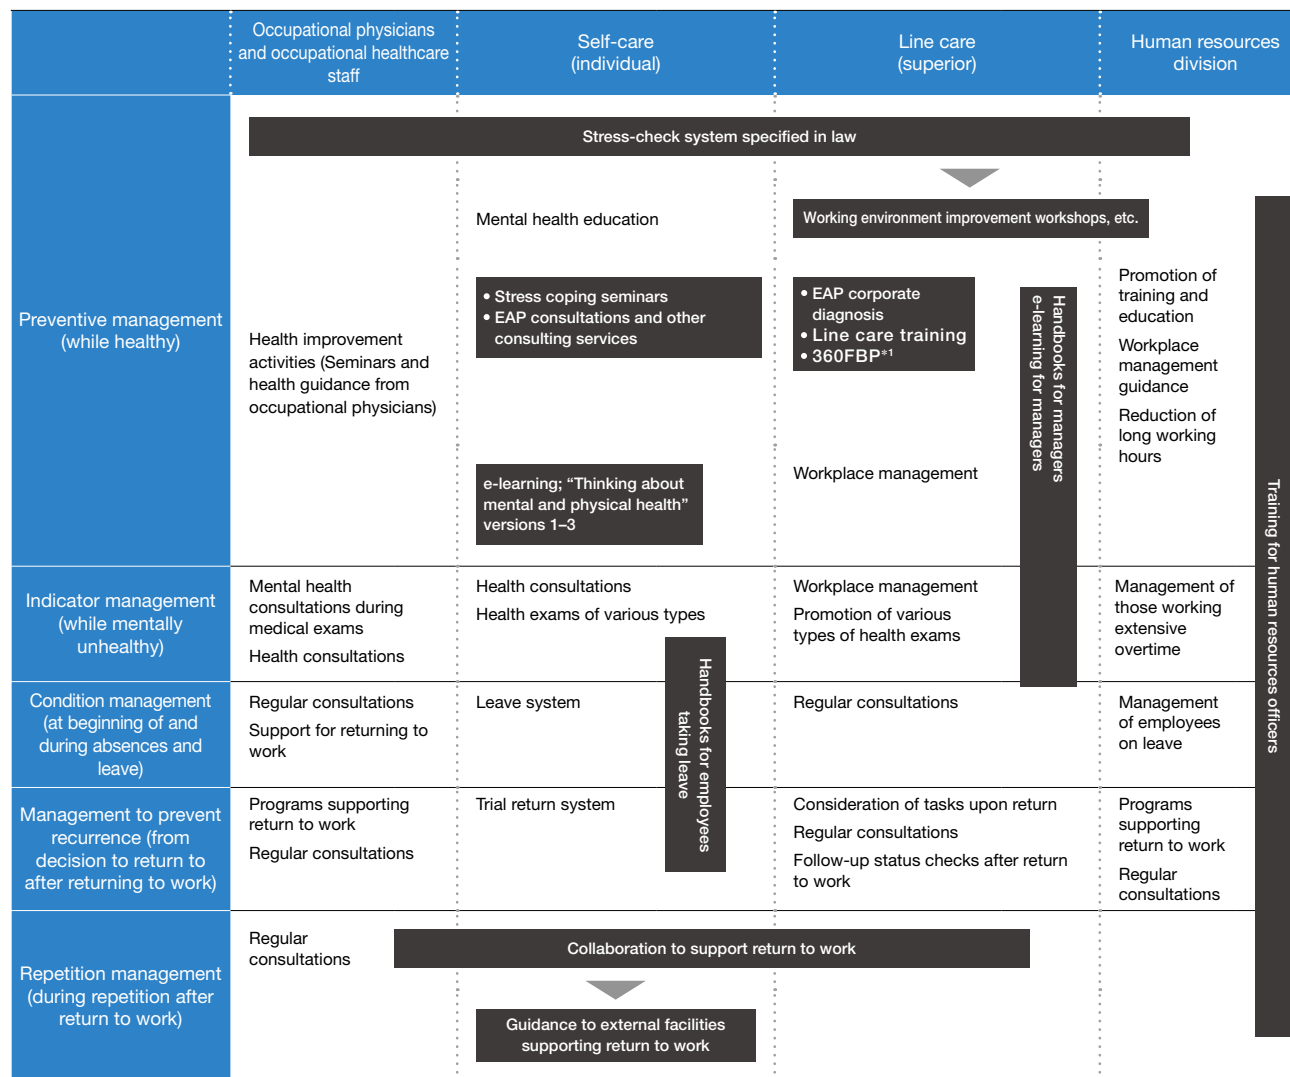 Occupational physicians
and occupational healthcare
staff
Self-care
(individual)
Line care
(superior)
Human resources
division
Preventive management
(while healthy)
Stress-check system specified in law
Mental health education
Working environment improvement workshops, etc.
Health improvement
activities (Seminars and
health guidance from
occupational physicians)
• Stress coping seminars
• EAP consultations and other
consulting services
e-learning; “Thinking about
mental and physical health”
versions 1–3
• EAP corporate
diagnosis
• Line care training
• 360FBP*1
Workplace management
Handbooks for managers
e-learning for managers
Promotion of
training and
education
Workplace
management
guidance
Reduction of
long working
hours
Training for human resources officers
Indicator management
(while mentally
unhealthy)
Mental health
consultations during
medical exams
Health consultations
Health consultations
Health exams of various types
Workplace management
Promotion of various
types of health exams
Management of
those working
extensive
overtime
Handbooks for employees
taking leave
Condition management
(at beginning of and
during absences and
leave)
Regular consultations
Support for returning to
work
Leave system
Regular consultations
Management
of employees
on leave
Management to prevent
recurrence (from
decision to return to
after returning to work)
Programs supporting
return to work
Regular consultations
Trial return system
Consideration of tasks upon return
Regular consultations
Follow-up status checks after return
to work
Programs
supporting
return to work
Regular
consultations
Repetition management
(during repetition after
return to work)
Regular
consultations
Collaboration to support return to work
Guidance to external facilities
supporting return to work